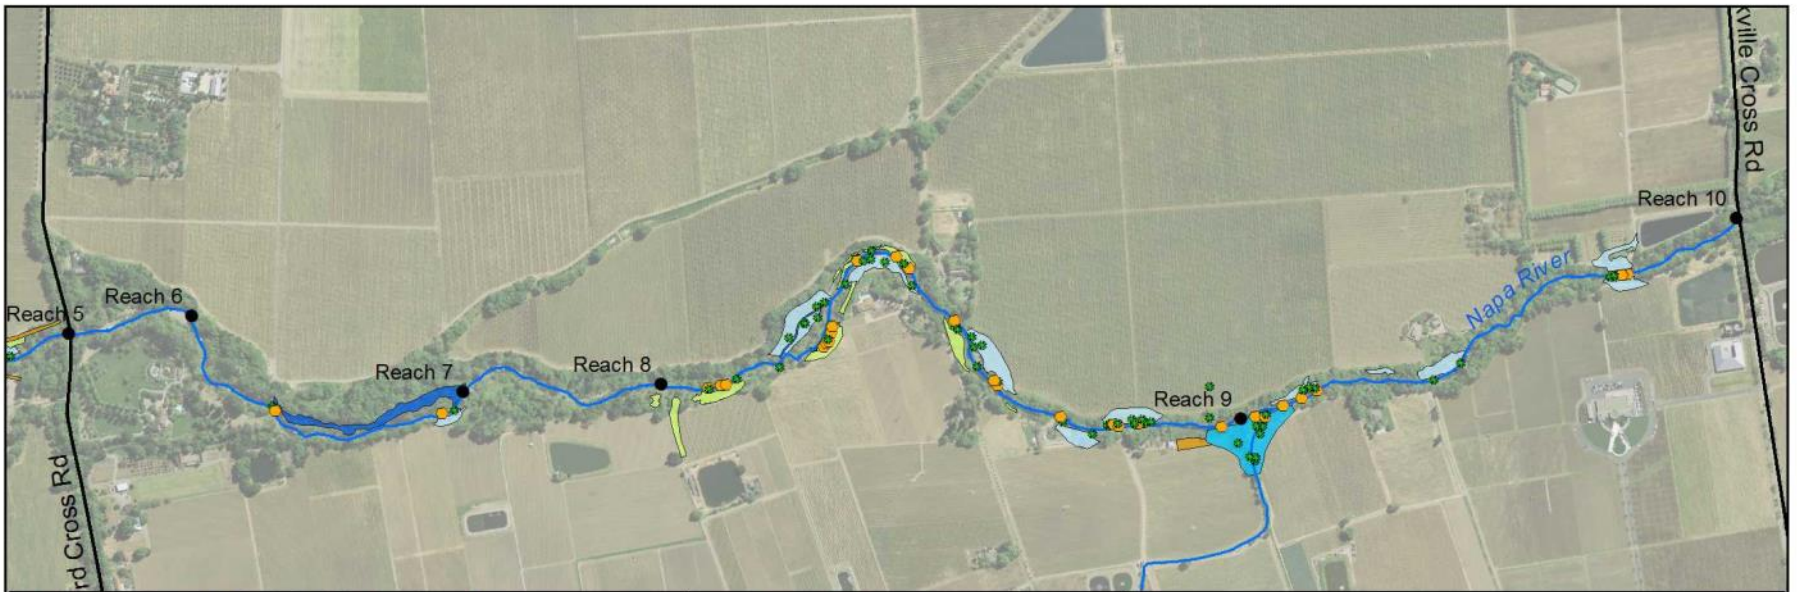 kville Cross Rd
Reach 10
Napa River
Reach 6
Reach 5
Reach 7
Reach 8
Reach 9
rd Cross Rd